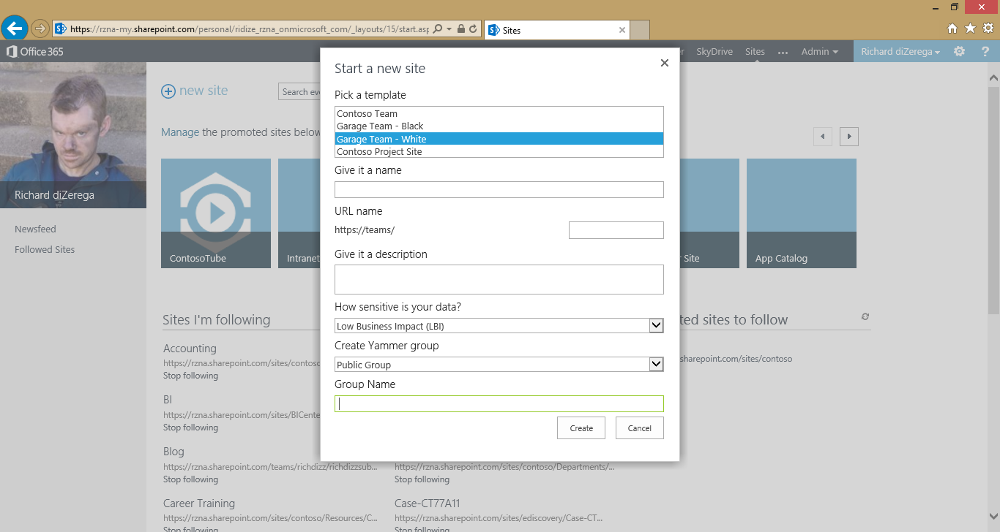 https://rzna-my.sharepoint.com/personal/ridize_rzna_onmicrosoft_com/_layouts/15/start.asp
Sites
Office 365
SkyDrive
Sites
Admin
Richard diZerega
?
Start a new site
Pick a template
Contoso Team
Garage Team - Black
Garage Team - White
Contoso Project Site
Give it a name
URL name
https://teams/
Give it a description
How sensitive is your data?
Low Business Impact (LBI)
Create Yammer group
Public Group
Group Name
Create
Cancel
Richard diZerega
Newsfeed
Followed Sites
new site
Search
Manage the promoted sites below
ContosoTube
Intranet
Site
App Catalog
Sites I'm following
Accounting
https://rzna.sharepoint.com/sites/contoso
Stop following
BI
https://rzna.sharepoint.com/sites/BICente
Stop following
Blog
https://rzna.sharepoint.com/teams/richdizz/richdizzsub...
Stop following
Career Training
https://rzna.sharepoint.com/sites/contoso/Resources/C...
Stop following
https://rzna.sharepoint.com/sites/contoso/Departments/...
Stop following
Case-CT77A11
https://rzna.sharepoint.com/sites/ediscovery/Case-CT...
Stop following
ted sites to follow
sharepoint.com/sites/contoso